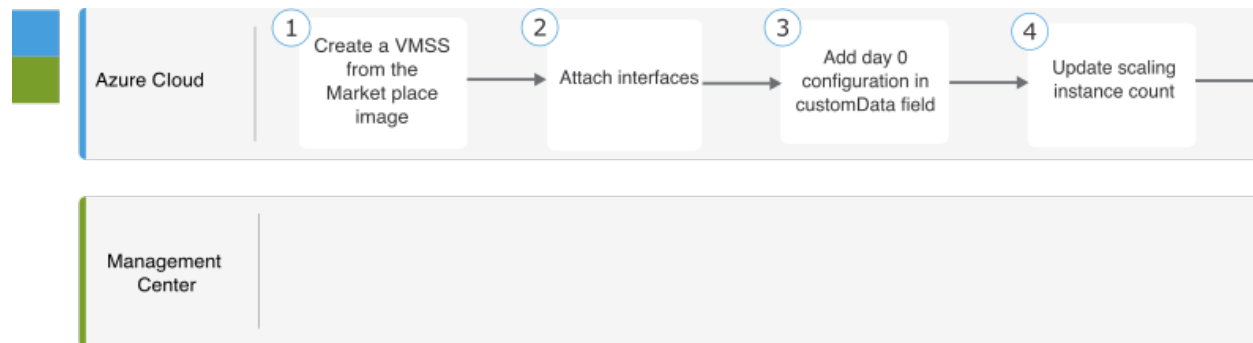 1
Create a VMSS
from the
Market place
image
2
Attach interfaces
3
Add day 0
configuration in
customData field
4
Update scaling
instance count
Azure Cloud
Management
Center